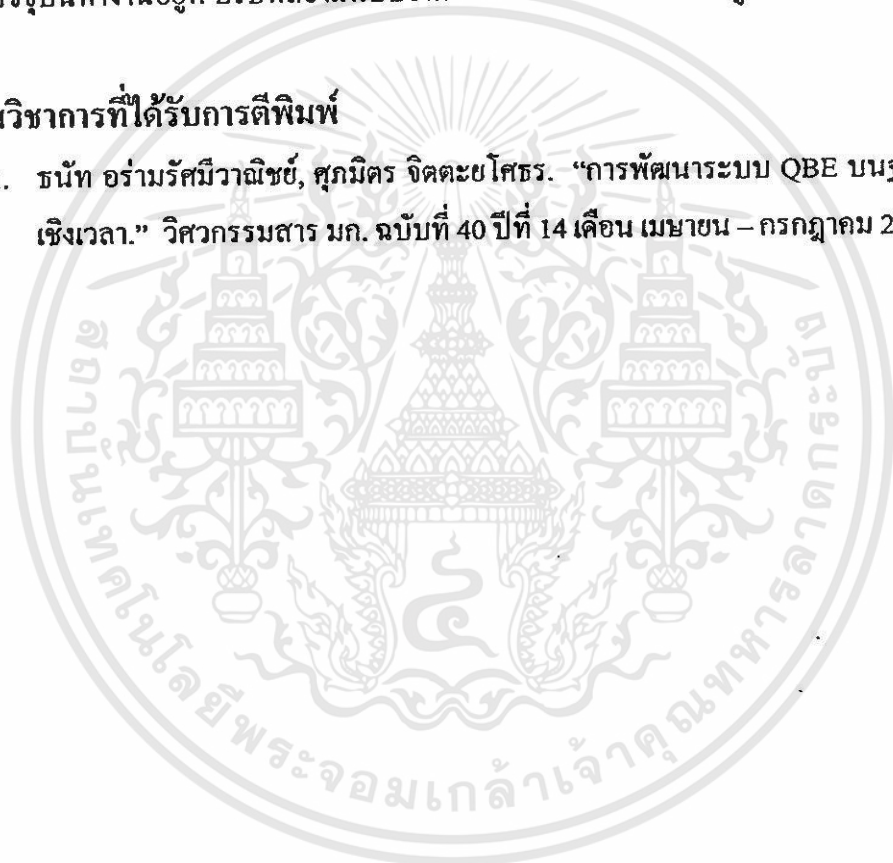 นวิชาการที่ได้รับการตีพิมพ์
ธนัท อร่ามรัศมีวาณิชย์, ศุภมิตร จิตตะยโศธร. “การพัฒนาระบบ QBE บนฐ
เชิงเวลา.” วิศวกรรมสาร มก. ฉบับที่ 40 ปีที่ 14 เดือน เมษายน – กรกฎาคม 2
สถาบันเทคโนโลยีพระจอมเกล้าเจ้าคุณทหารลาดกระบัง